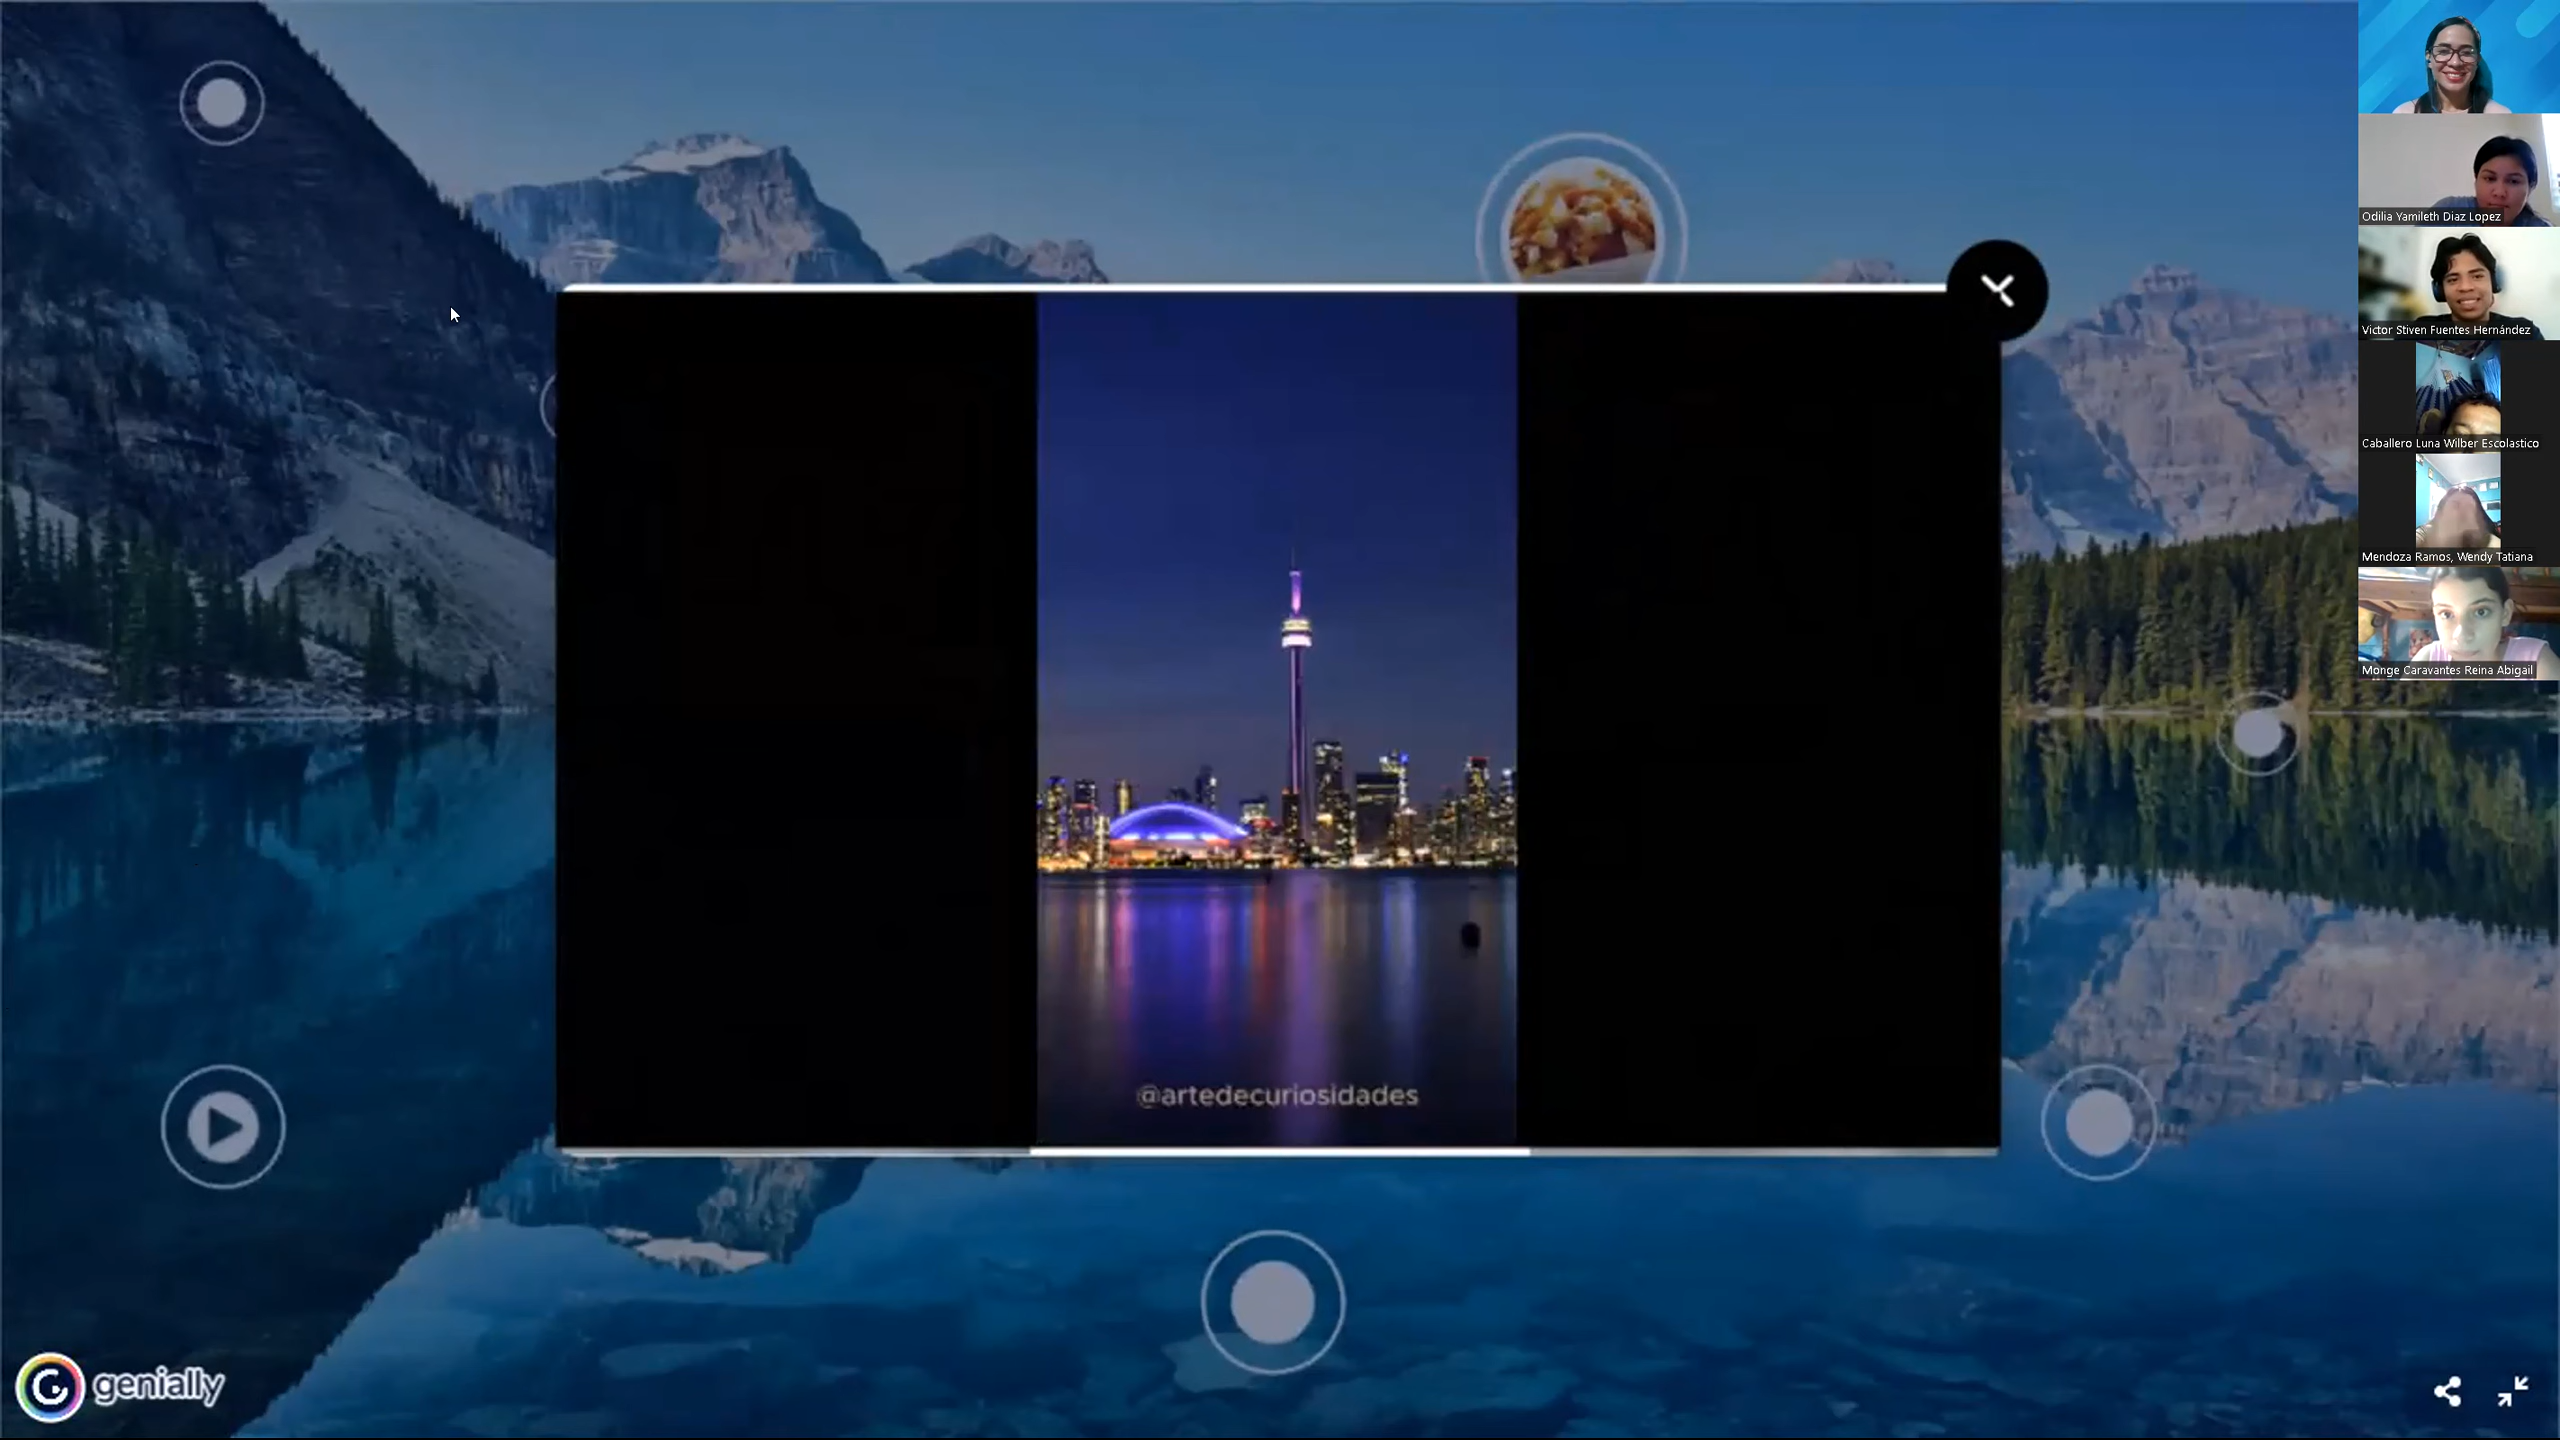 Odilia Yamileth Diaz Lopez
Victor Stiven Fuentes Hernández
Caballero Luna Wilber Escolastico
Mendoza Ramos, Wendy Tatiana
Monge Caravantes Reina Abigail
@artedecuriosidades
genially